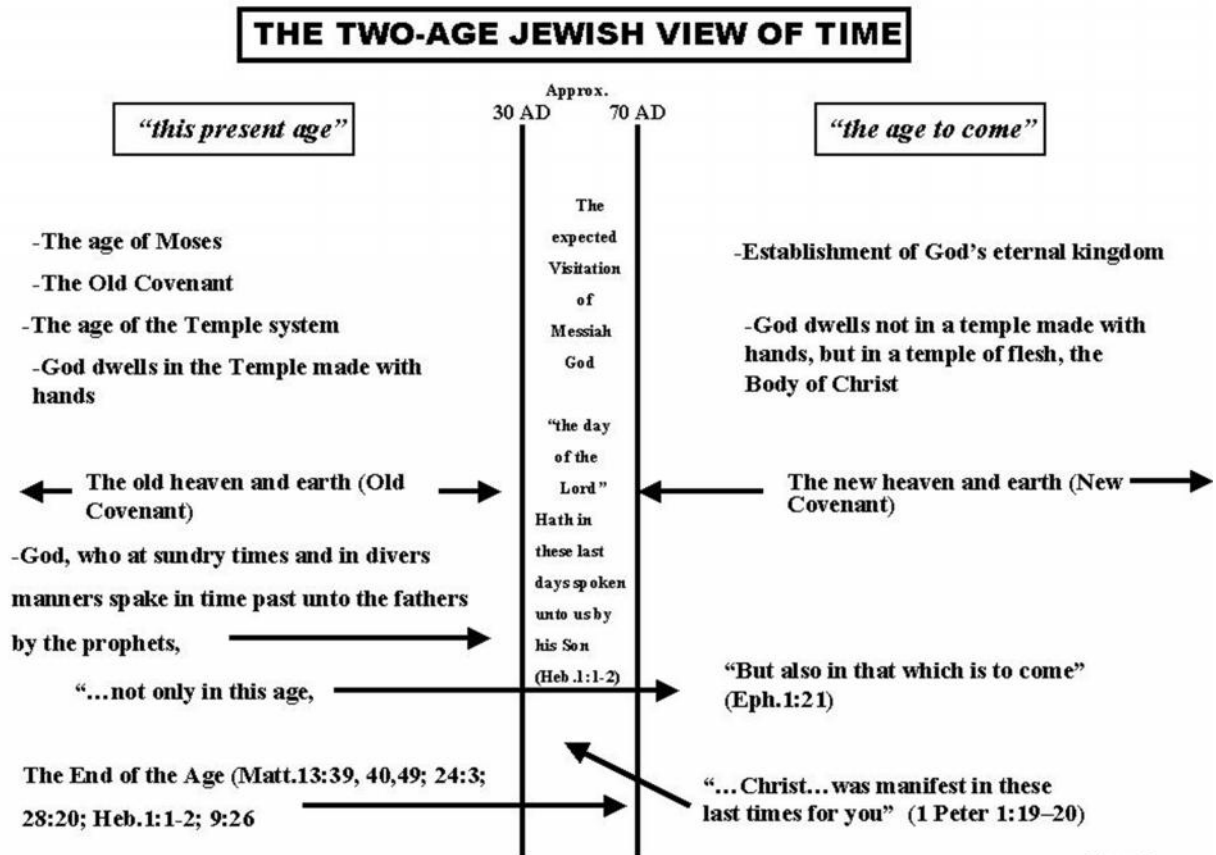 THE TWO-AGE JEWISH VIEW OF TIME
Approx.
30 AD 70 AD
“this present age”
“the age to come”
-The age of Moses
-The Old Covenant
-The age of the Temple system
-God dwells in the Temple made with
hands
The
expected
Visitation
of
Messiah
God
“the day
of the
Lord”
Hath in
these last
days spoken
unto us by
his Son
(Heb.1:1-2)
-Establishment of God’s eternal kingdom
-God dwells not in a temple made with
hands, but in a temple of flesh, the
Body of Christ
The old heaven and earth (Old
Covenant)
The new heaven and earth (New
Covenant)
-God, who at sundry times and in divers
manners spake in time past unto the fathers
by the prophets,
“...not only in this age,
“But also in that which is to come”
(Eph.1:21)
The End of the Age (Matt.13:39, 40,49; 24:3;
28:20; Heb.1:1-2; 9:26
“...Christ...was manifest in these
last times for you” (1 Peter 1:19–20)